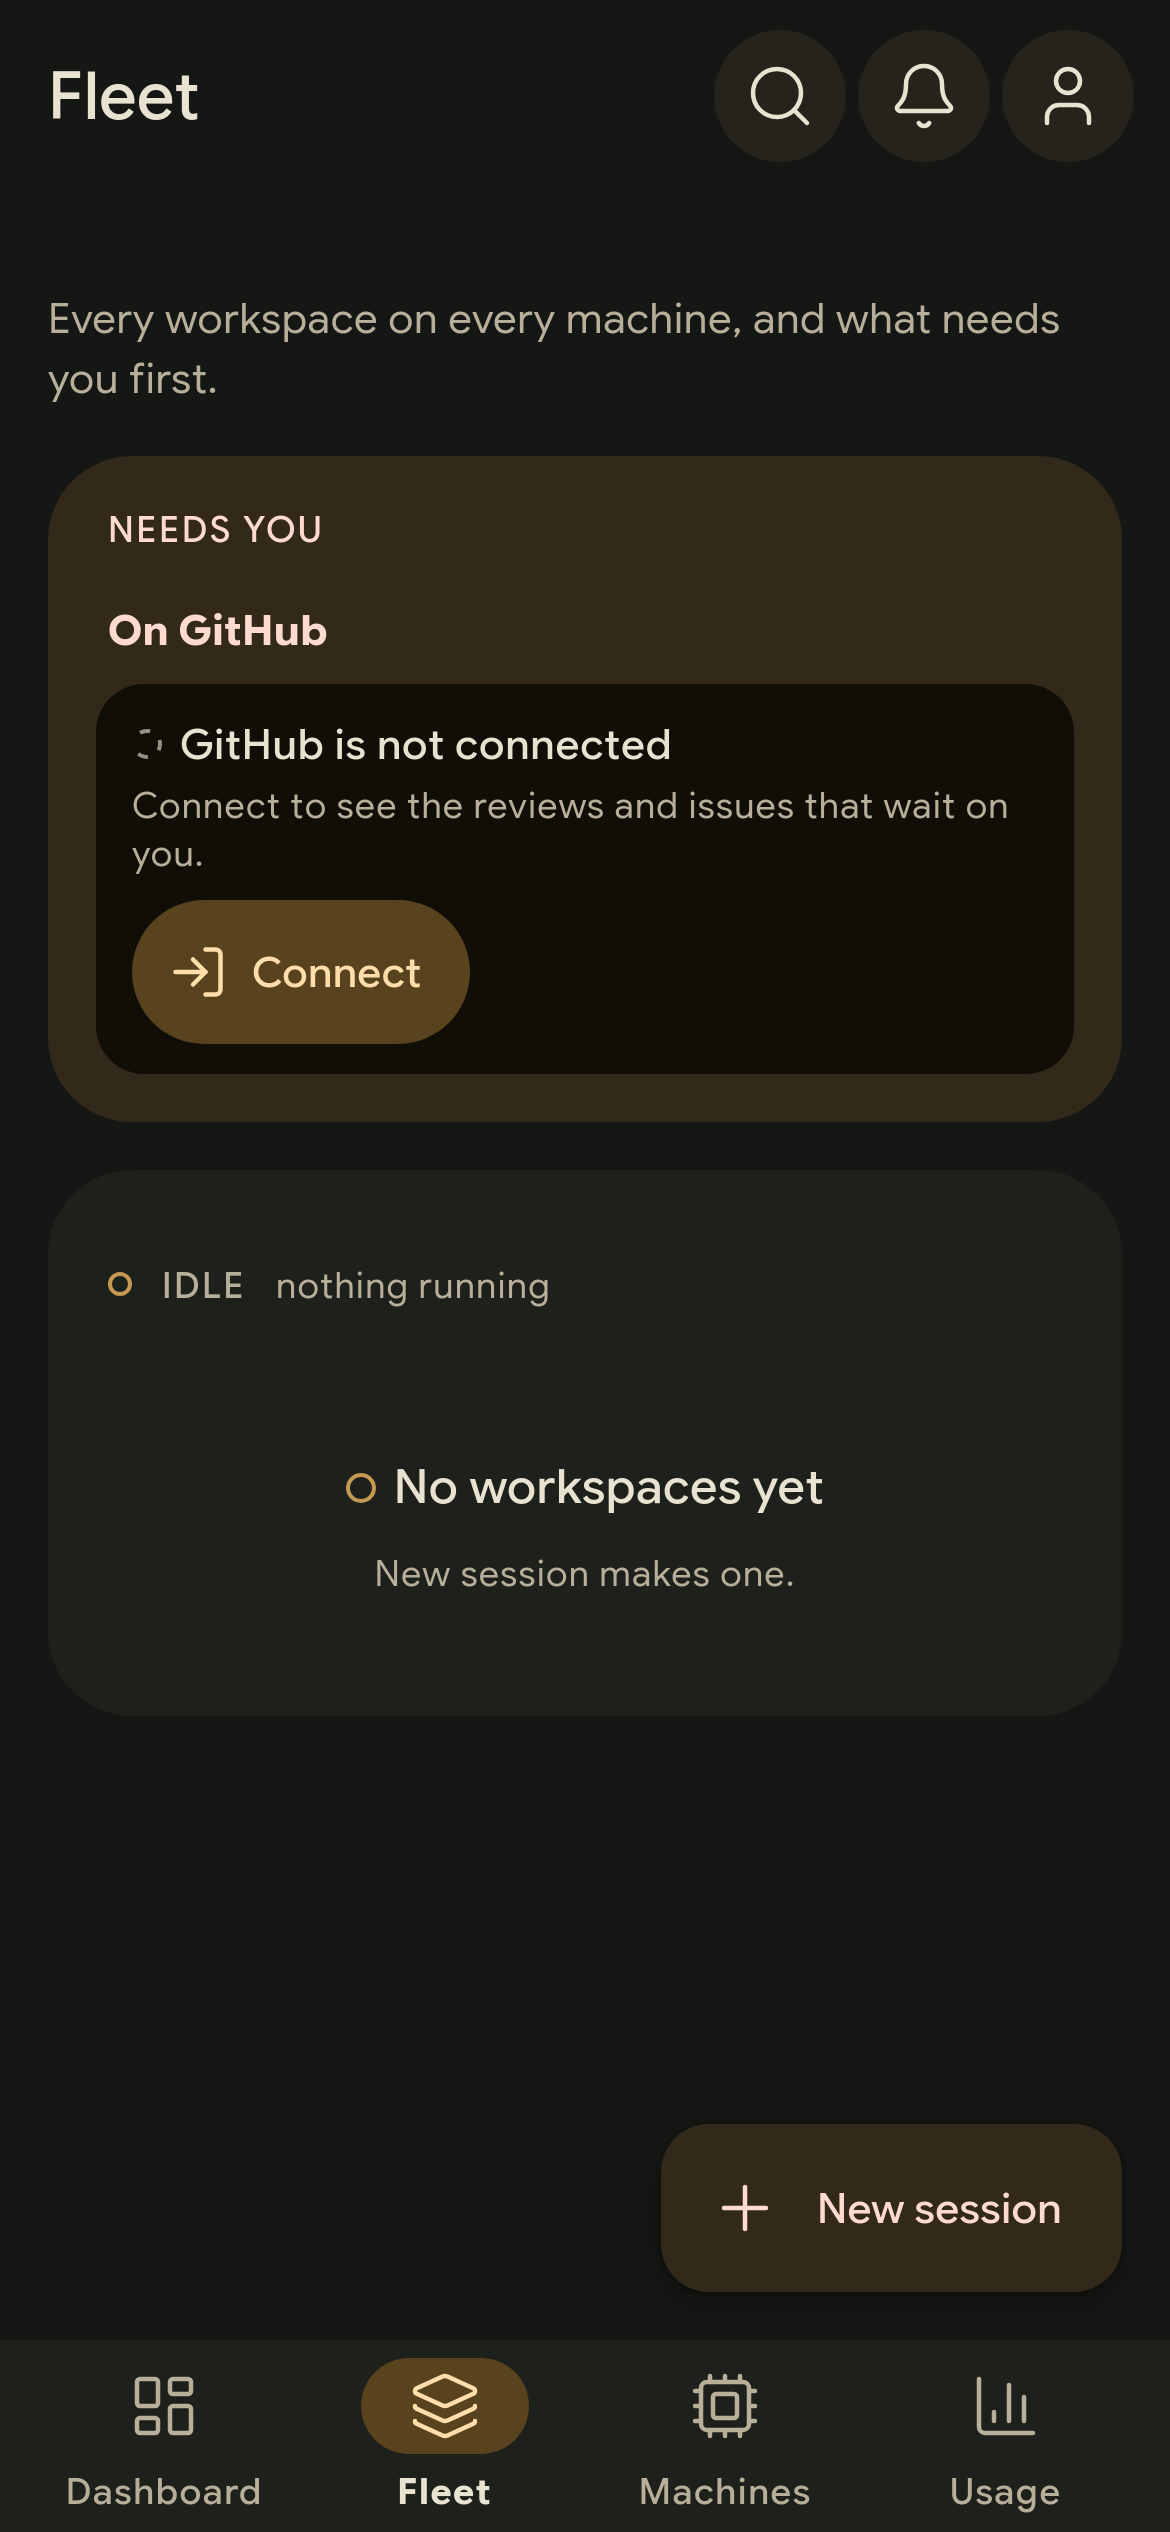 Fleet
Every workspace on every machine, and what needs
you first.
NEEDS YOU
On GitHub
GitHub is not connected
Connect to see the reviews and issues that wait on
you.
Connect
IDLE nothing running
No workspaces yet
New session makes one.
New session
Dashboard Fleet Machines Usage